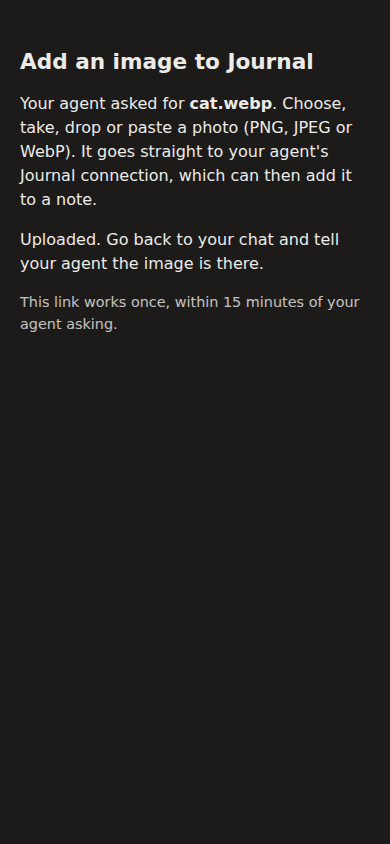 Add an image to Journal
Your agent asked for cat.webp. Choose,
take, drop or paste a photo (PNG, JPEG or
WebP). It goes straight to your agent's
Journal connection, which can then add it
to a note.
Uploaded. Go back to your chat and tell
your agent the image is there.
This link works once, within 15 minutes of your
agent asking.